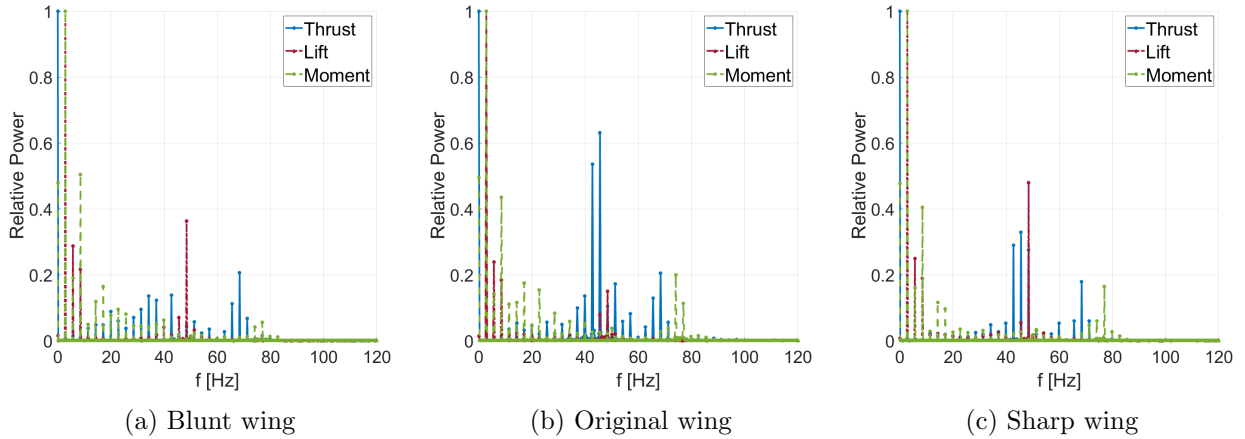 Relative Power
1
0.8
0.6
0.4
0.2
0
0 20 40 60 80 100 120
f [Hz]
Thrust
Lift
Moment
(a) Blunt wing
Relative Power
1
0.8
0.6
0.4
0.2
0
0 20 40 60 80 100 120
f [Hz]
Thrust
Lift
Moment
(b) Original wing
Relative Power
1
0.8
0.6
0.4
0.2
0
0 20 40 60 80 100 120
f [Hz]
Thrust
Lift
Moment
(c) Sharp wing